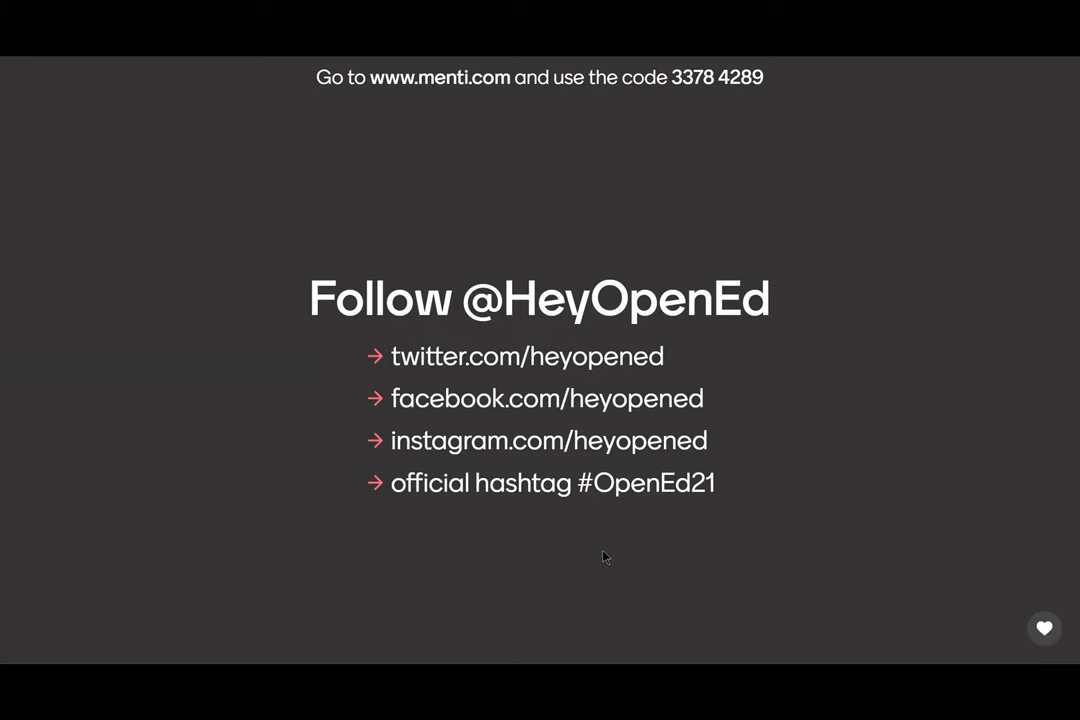 Go to www.menti.com and use the code 3378 4289
Follow @HeyOpenEd
→ twitter.com/heyopened
→ facebook.com/heyopened
→ instagram.com/heyopened
→ official hashtag #OpenEd21